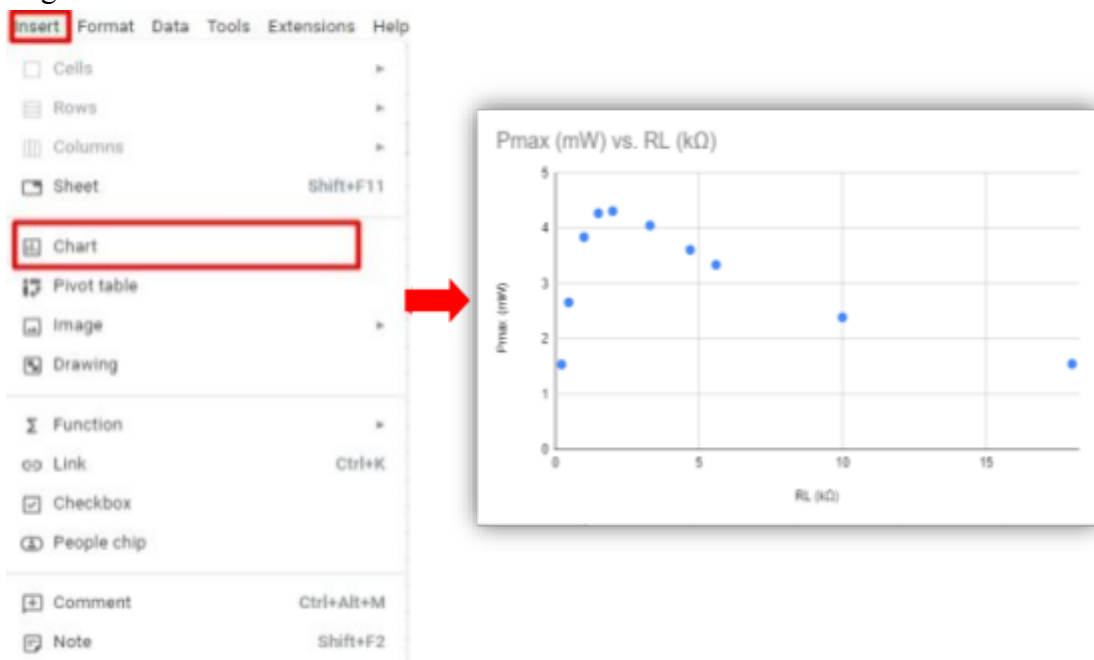 Insert Format Data Tools Extensions Help
Cells
Rows
Columns
Sheet Shift+F11
Chart
Pivot table
Image
Drawing
Function
Link Ctrl+K
Checkbox
People chip
Comment Ctrl+Alt+M
Note Shift+F2
Pmax (mW) vs. RL (kΩ)
5
4
3
2
1
0
Pmax (mW)
0 5 10 15
RL (kΩ)